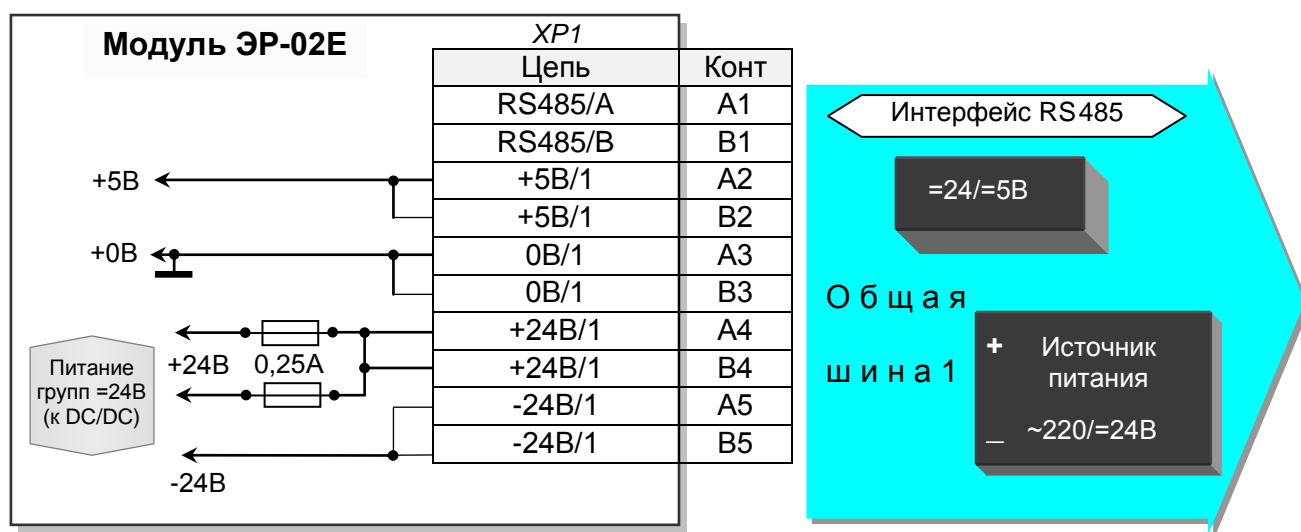 Модуль ЭР-02Е
XP1
Цепь Конт
RS485/A A1
RS485/B B1
+5В/1 A2
+5В/1 B2
0В/1 A3
0В/1 B3
+24В/1 A4
+24В/1 B4
-24В/1 A5
-24В/1 B5
+5В
+0В
+24В 0,25А
-24В
Питание
групп =24В
(к DC/DC)
Интерфейс RS485
=24/=5В
О б щ а я
ш и н а 1
+ Источник
питания
_ ~220/=24В